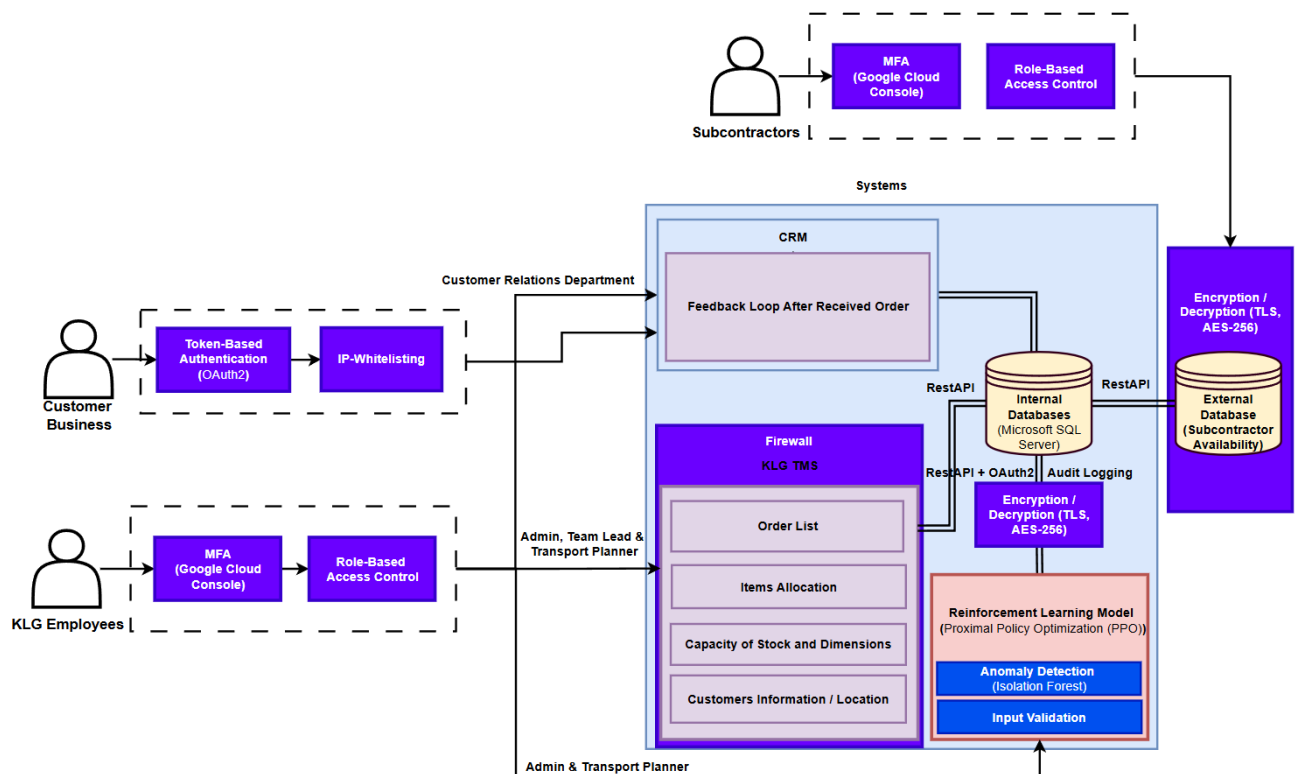 MFA
(Google Cloud
Console)
Role-Based
Access Control
Subcontractors
Systems
CRM
Customer Relations Department
Feedback Loop After Received Order
Encryption /
Decryption (TLS,
AES-256)
Token-Based
Authentication
(OAuth2)
IP-Whitelisting
Customer
Business
RestAPI
Internal
Databases
(Microsoft SQL
Server)
RestAPI
External
Database
(Subcontractor
Availability)
Firewall
KLG TMS
RestAPI + OAuth2
Audit Logging
Encryption /
Decryption (TLS,
AES-256)
Order List
Admin, Team Lead &
Transport Planner
MFA
(Google Cloud
Console)
Role-Based
Access Control
KLG Employees
Items Allocation
Capacity of Stock and Dimensions
Customers Information / Location
Reinforcement Learning Model
(Proximal Policy Optimization (PPO))
Anomaly Detection
(Isolation Forest)
Input Validation
Admin & Transport Planner